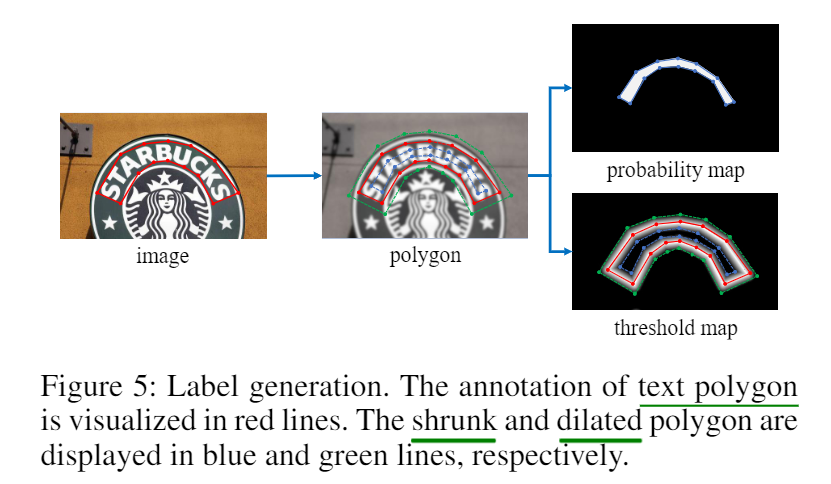 STARBUCKS
STARBUCKS
image
polygon
probability map
threshold map
Figure 5: Label generation. The annotation of text polygon
is visualized in red lines. The shrunk and dilated polygon are
displayed in blue and green lines, respectively.